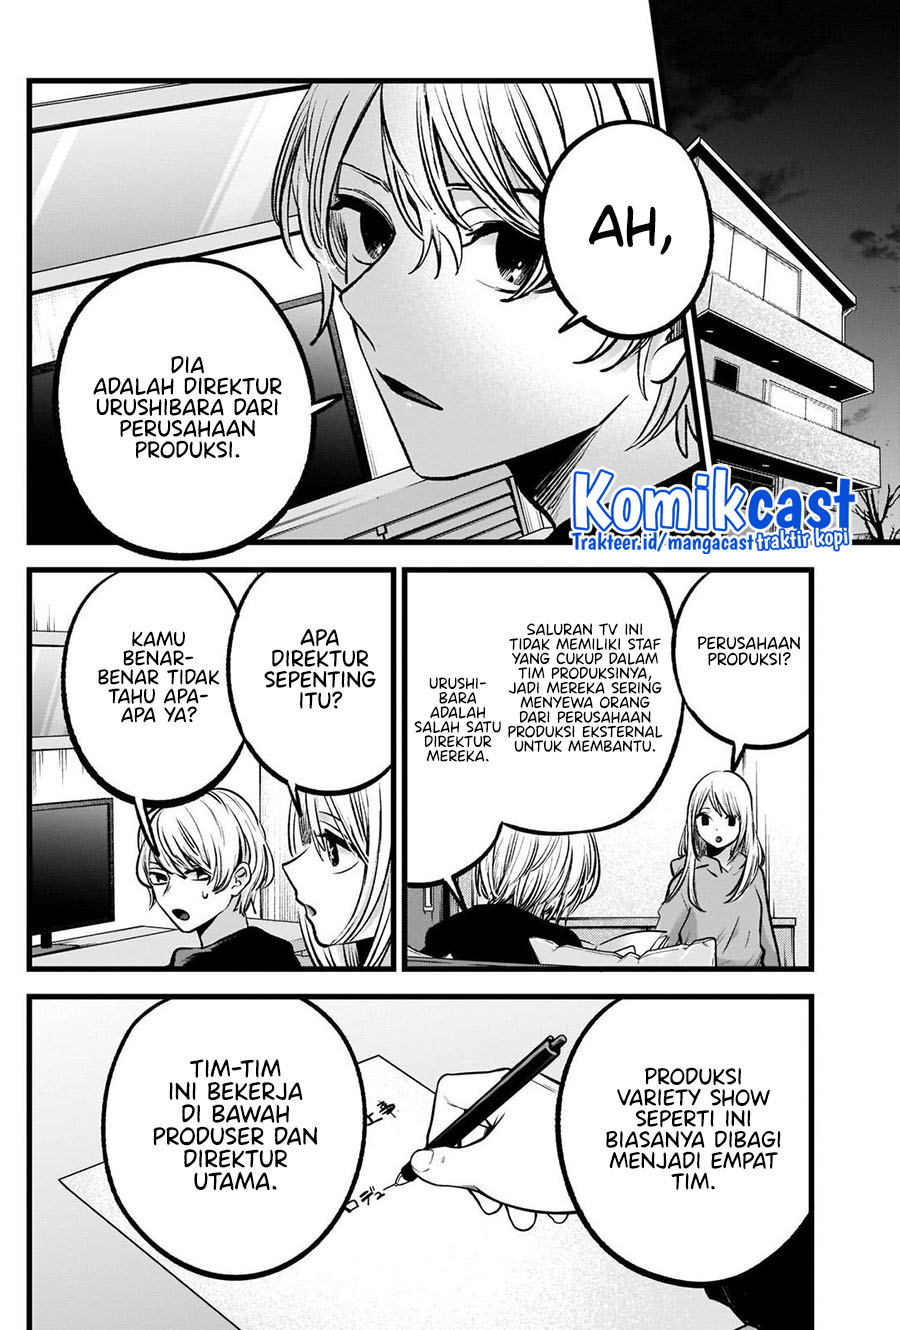 AH,
DIA
ADALAH DIREKTUR
URUSHIBARA DARI
PERUSAHAAN
PRODUKSI.
Komikcast
Trakteer.id/mangacast traktir kopi
PERUSAHAAN
PRODUKSI?
SALURAN TV INI
TIDAK MEMILIKI STAF
YANG CUKUP DALAM
TIM PRODUKSINYA,
JADI MEREKA SERING
MENYEWA ORANG
DARI PERUSAHAAN
PRODUKSI EKSTERNAL
UNTUK MEMBANTU.
URUSHI-
BARA
ADALAH
SALAH SATU
DIREKTUR
MEREKA.
APA
DIREKTUR
SEPENTING
ITU?
KAMU
BENAR-
BENAR TIDAK
TAHU APA-
APA YA?
PRODUKSI
VARIETY SHOW
SEPERTI INI
BIASANYA DIBAGI
MENJADI EMPAT
TIM.
TIM-TIM
INI BEKERJA
DI BAWAH
PRODUSER DAN
DIREKTUR
UTAMA.